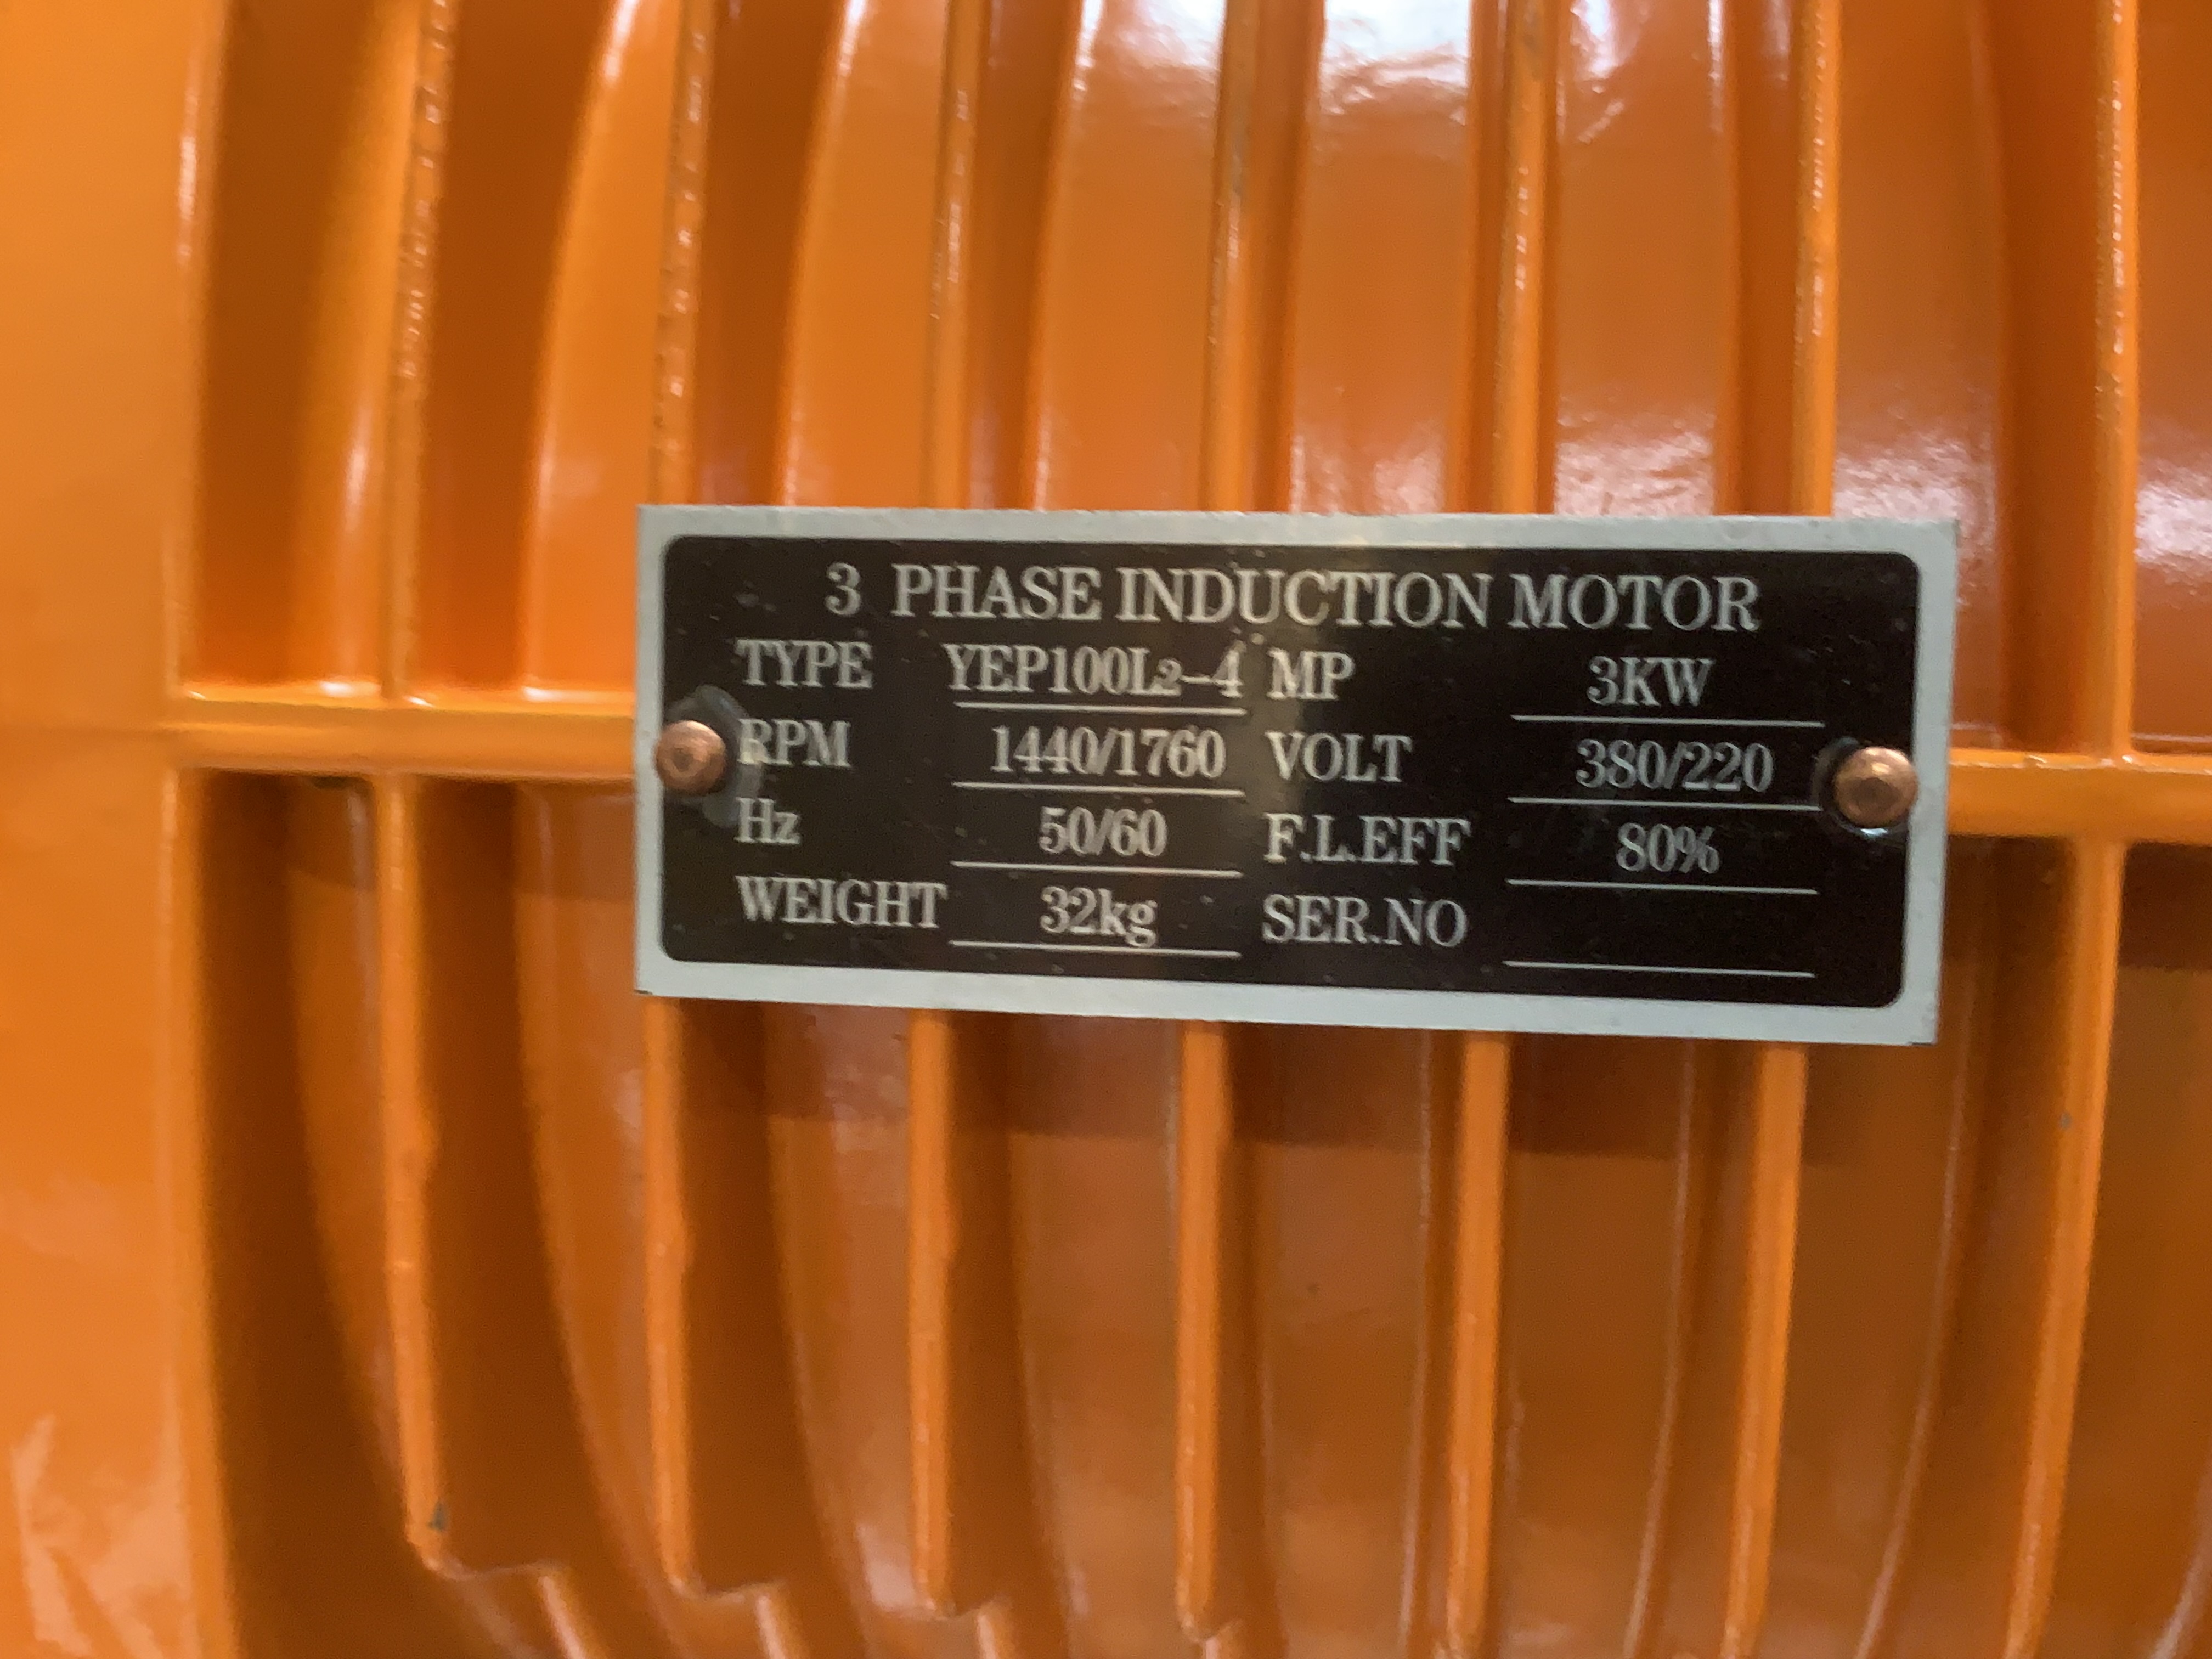 3 PHASE INDUCTION MOTOR
TYPE YEP100L2-4 MP 3KW
RPM 1440/1760 VOLT 380/220
Hz 50/60 F.L.EFF 80%
WEIGHT 32kg SER.NO